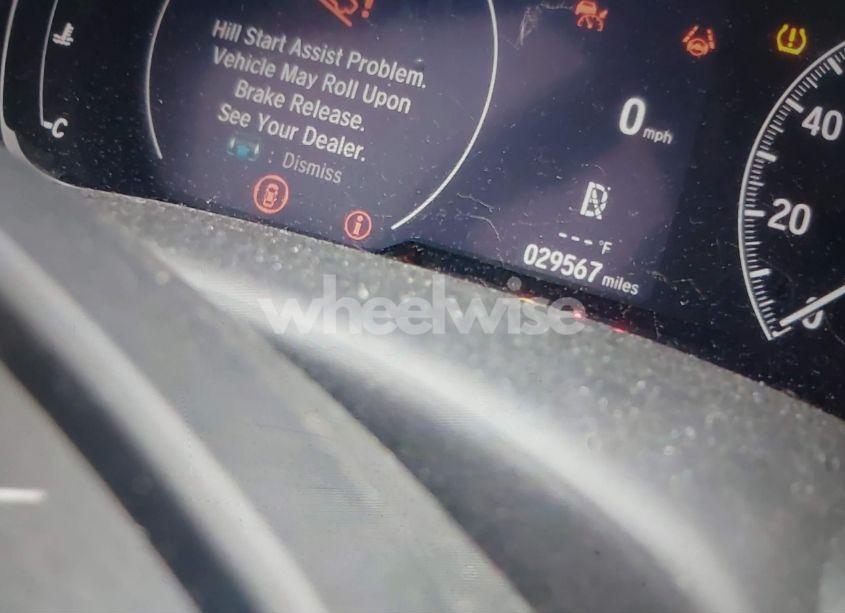 Hill Start Assist Problem.
Vehicle May Roll Upon
Brake Release.
See Your Dealer.
: Dismiss
C
0 mph
--- °F
029567 miles
40
20
0
wheelwise